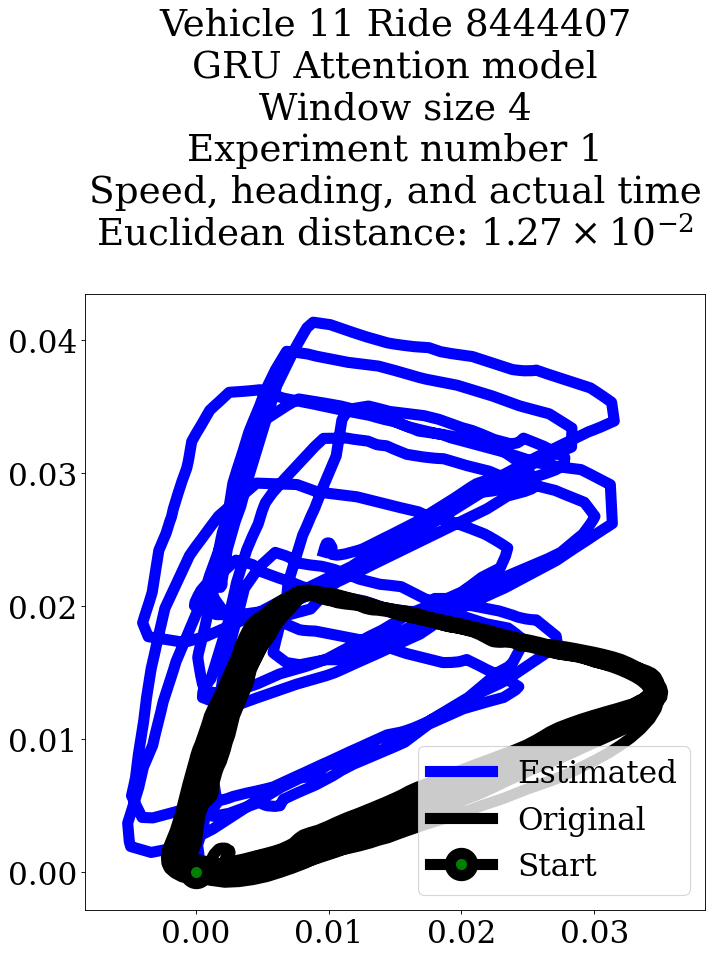 Vehicle 11 Ride 8444407
GRU Attention model
Window size 4
Experiment number 1
Speed, heading, and actual time
Euclidean distance: 1.27 × 10⁻²
0.04
0.03
0.02
0.01
0.00
Estimated
Original
Start
0.00 0.01 0.02 0.03